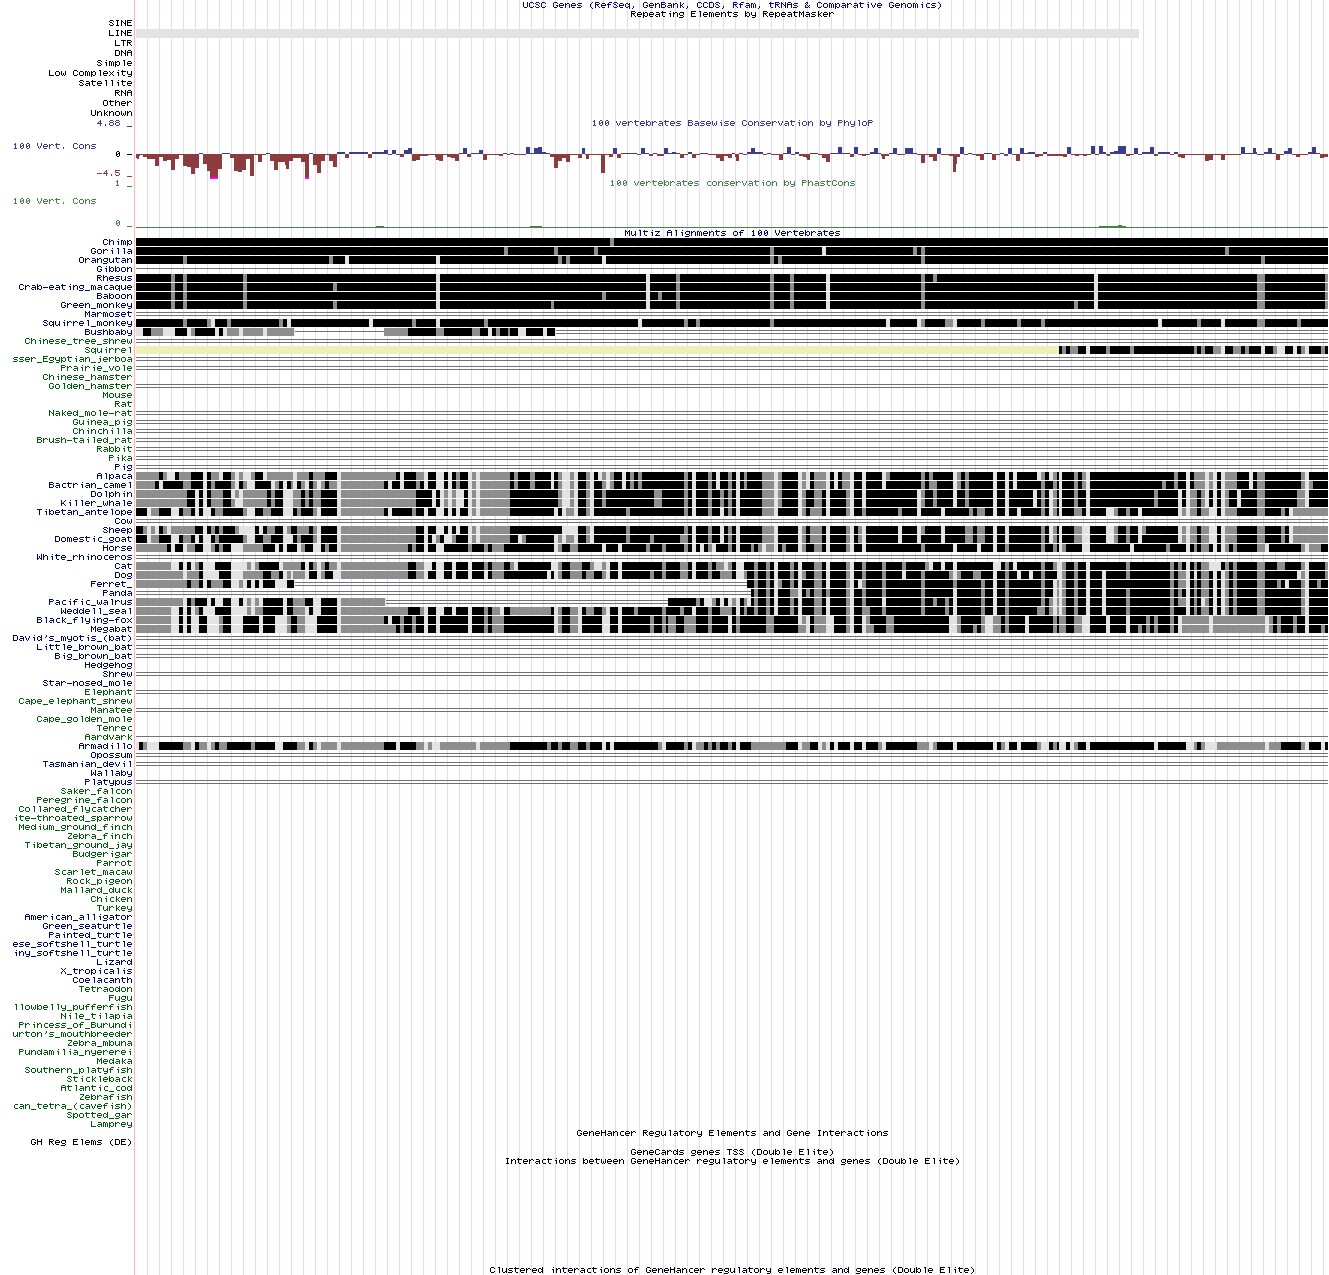 UCSC Genes (RefSeq, GenBank, CCDS, Rfam, tRNAs & Comparative Genomics)
Repeating Elements by RepeatMasker
SINE
LINE
LTR
DNA
Simple
Low Complexity
Satellite
RNA
Other
Unknown
4.88 _
100 vertebrates Basewise Conservation by PhyloP
100 Vert. Cons
0 -
-4.5 _
1 _
100 vertebrates conservation by PhastCons
100 Vert. Cons
0 _
Multiz Alignments of 100 Vertebrates
Chimp
Gorilla
Orangutan
Gibbon
Rhesus
Crab-eating_macaque
Baboon
Green_monkey
Marmoset
Squirrel_monkey
Bushbaby
Chinese_tree_shrew
Squirrel
sser_Egyptian_jerboa
Prairie_vole
Chinese_hamster
Golden_hamster
Mouse
Rat
Naked_mole-rat
Guinea_pig
Chinchilla
Brush-tailed_rat
Rabbit
Pika
Pig
Alpaca
Bactrian_camel
Dolphin
Killer_whale
Tibetan_antelope
Cow
Sheep
Domestic_goat
Horse
White_rhinoceros
Cat
Dog
Ferret_
Panda
Pacific_walrus
Weddell_seal
Black_flying-fox
Megabat
David's_myotis_(bat)
Little_brown_bat
Big_brown_bat
Hedgehog
Shrew
Star-nosed_mole
Elephant
Cape_elephant_shrew
Manatee
Cape_golden_mole
Tenrec
Aardvark
Armadillo
Opossum
Tasmanian_devil
Wallaby
Platypus
Saker_falcon
Peregrine_falcon
Collared_flycatcher
ite-throated_sparrow
Medium_ground_finch
Zebra_finch
Tibetan_ground_jay
Budgerigar
Parrot
Scarlet_macaw
Rock_pigeon
Mallard_duck
Chicken
Turkey
American_alligator
Green_seaturtle
Painted_turtle
ese_softshell_turtle
iny_softshell_turtle
Lizard
X_tropicalis
Coelacanth
Tetraodon
Fugu
llowbelly_pufferfish
Nile_tilapia
Princess_of_Burundi
urton's_mouthbreeder
Zebra_mbuna
Pundamilia_nyererei
Medaka
Southern_platyfish
Stickleback
Atlantic_cod
Zebrafish
can_tetra_(cavefish)
Spotted_gar
Lamprey
GeneHancer Regulatory Elements and Gene Interactions
GH Reg Elems (DE)
GeneCards genes TSS (Double Elite)
Interactions between GeneHancer regulatory elements and genes (Double Elite)
Clustered interactions of GeneHancer regulatory elements and genes (Double Elite)